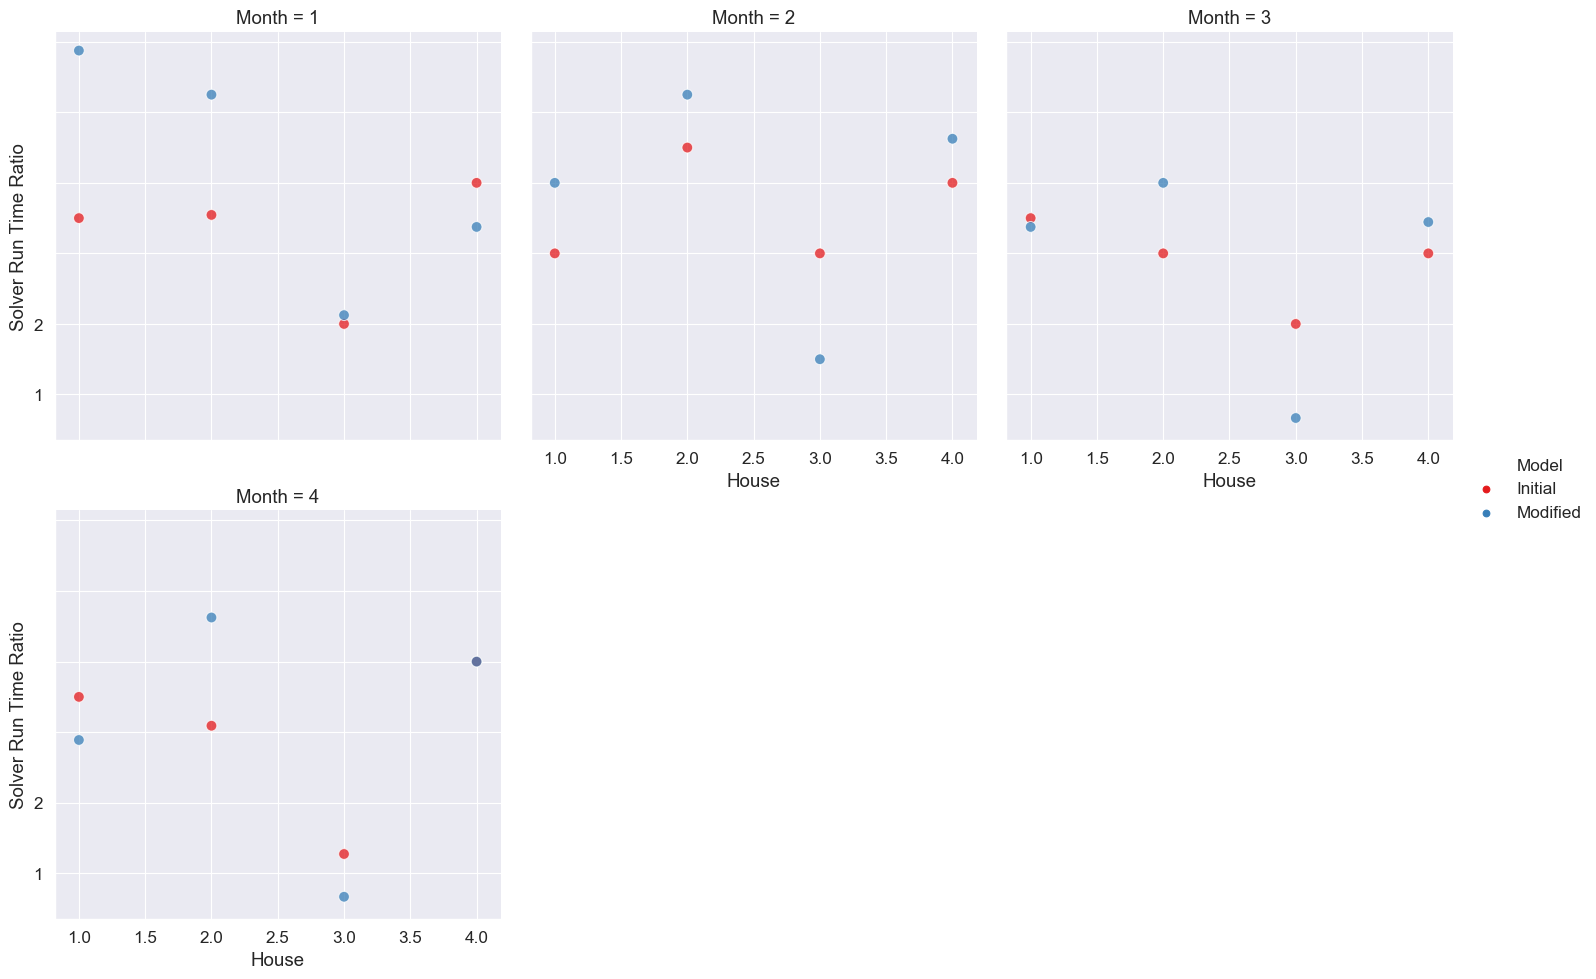 Month = 1
Month = 2
Month = 3
Solver Run Time Ratio
2
1
1.0 1.5 2.0 2.5 3.0 3.5 4.0
House
1.0 1.5 2.0 2.5 3.0 3.5 4.0
House
Model
Initial
Modified
Month = 4
Solver Run Time Ratio
2
1
1.0 1.5 2.0 2.5 3.0 3.5 4.0
House